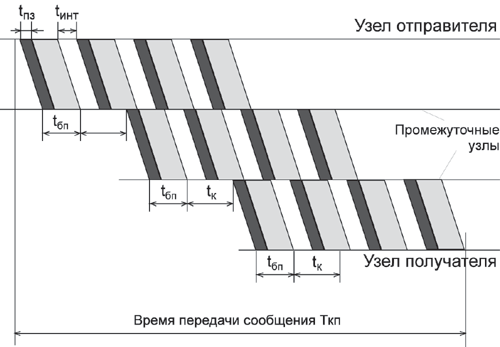 tпз tинт Узел отправителя
tбп
Промежуточные
узлы
tбп tк
tбп tк
Узел получателя
Время передачи сообщения Tкп